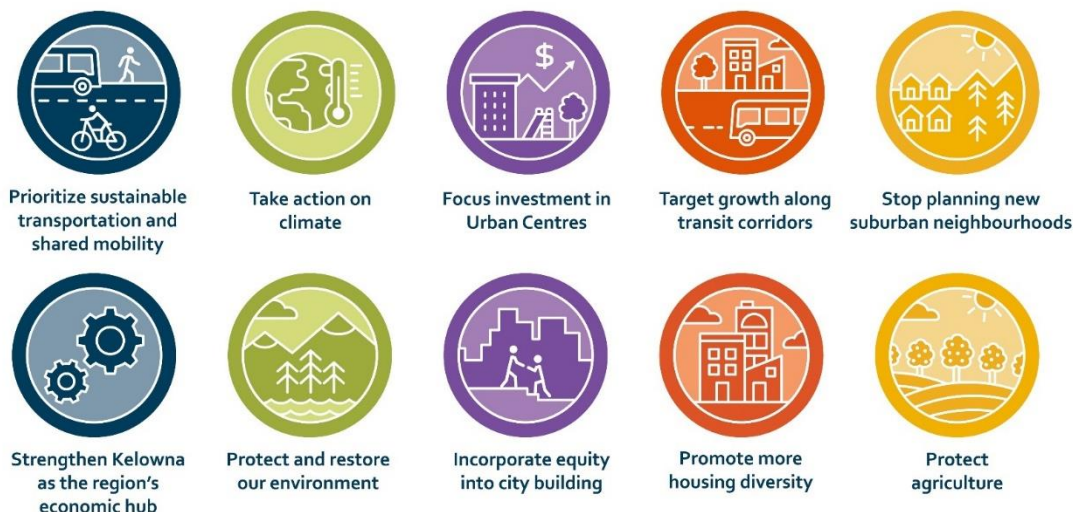 $
Prioritize sustainable
transportation and
shared mobility
Take action on
climate
Focus investment in
Urban Centres
Target growth along
transit corridors
Stop planning new
suburban neighbourhoods
Strengthen Kelowna
as the region's
economic hub
Protect and restore
our environment
Incorporate equity
into city building
Promote more
housing diversity
Protect
agriculture